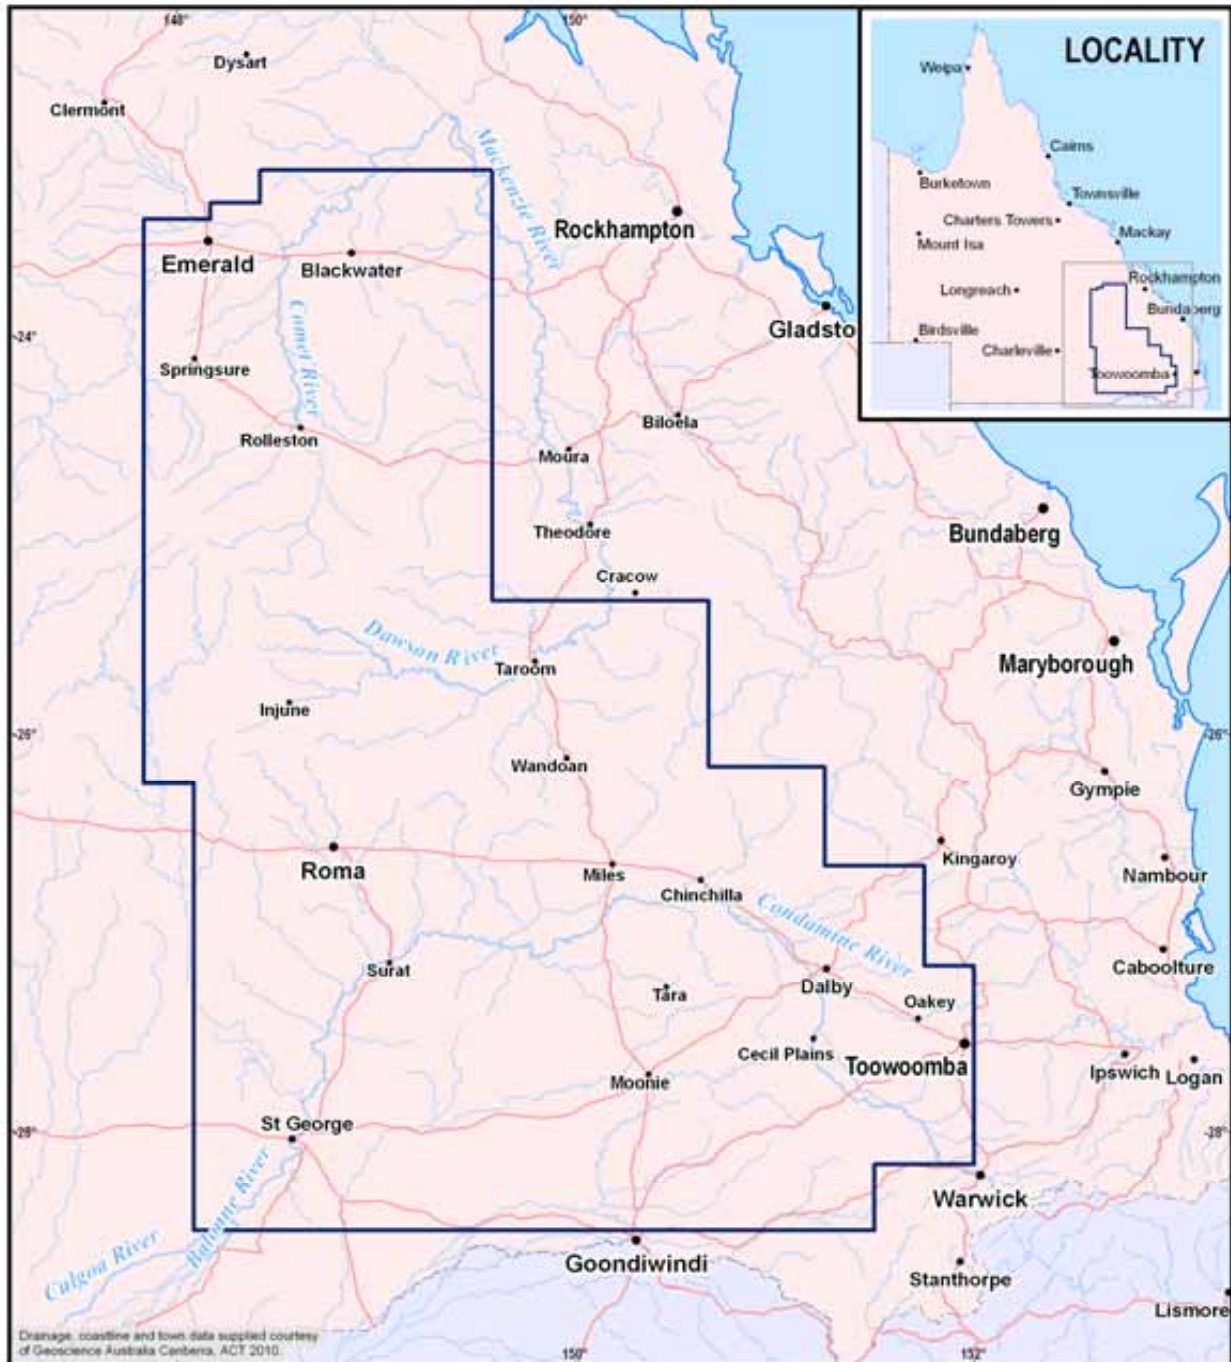 148°
150°
LOCALITY
Weipa
Cairns
Burketown
Townsville
Charters Towers
Mackay
Mount Isa
Rockhampton
Longreach
Bundaberg
Birdsville
Charleville
Toowoomba
Dysart
Clermont
Mackenzie River
Rockhampton
Emerald
Blackwater
Comet River
Gladsto
24°
Springsure
Rolleston
Biloela
Moura
Theodore
Bundaberg
Cracow
Dawson River
Taroom
Maryborough
Injune
-26°
-26°
Wandoan
Gympie
Roma
Miles
Chinchilla
Kingaroy
Nambour
Condamine River
Surat
Tara
Dalby
Oakey
Caboolture
Cecil Plains
Toowoomba
Moonie
Ipswich
Logan
St George
-28°
-28°
Balonne River
Warwick
Culgoa River
Goondiwindi
Stanthorpe
Lismore
Drainage, coastline and town data supplied courtesy
of Geoscience Australia Canberra, ACT 2010.
150°
152°